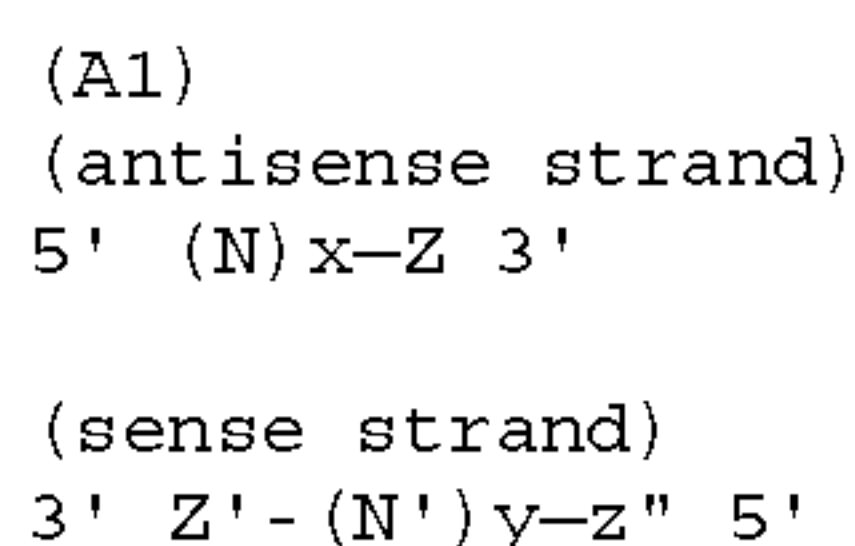 (A1)
(antisense strand)
5' (N)x—Z 3'
(sense strand)
3' Z'-(N')y—z" 5'